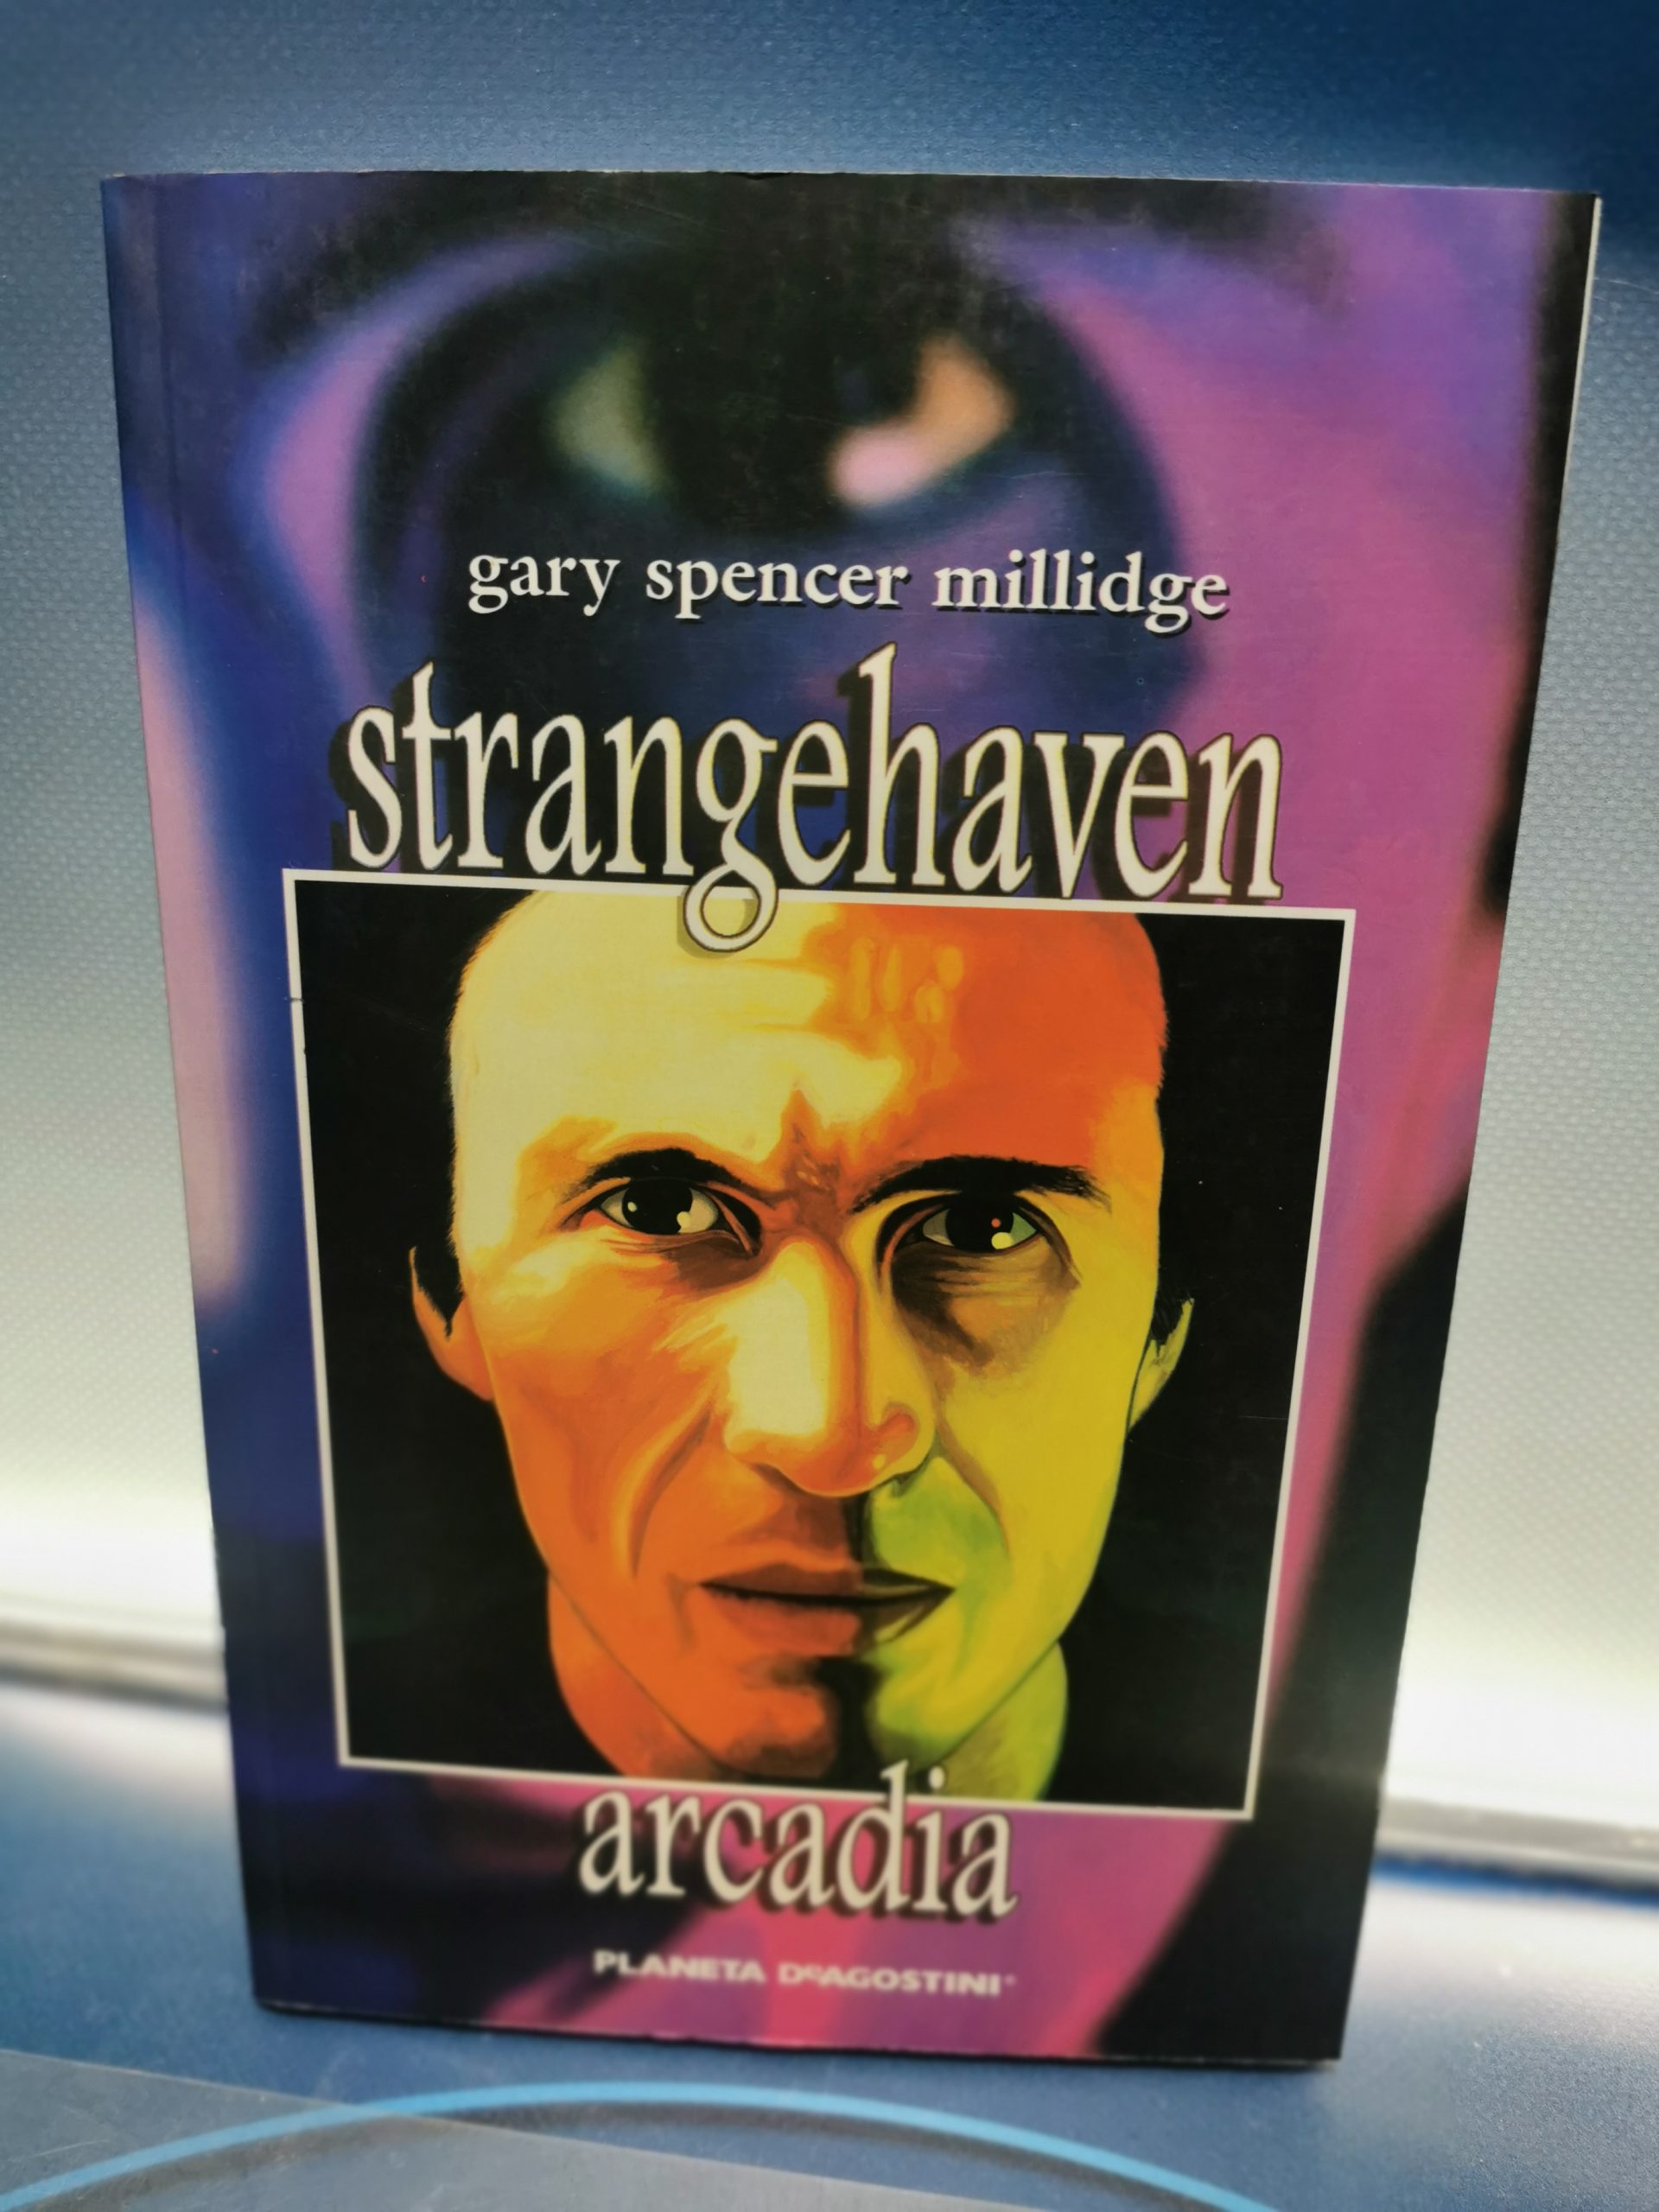 gary spencer millidge
strangehaven
arcadia
PLANETA DeAGOSTINI®